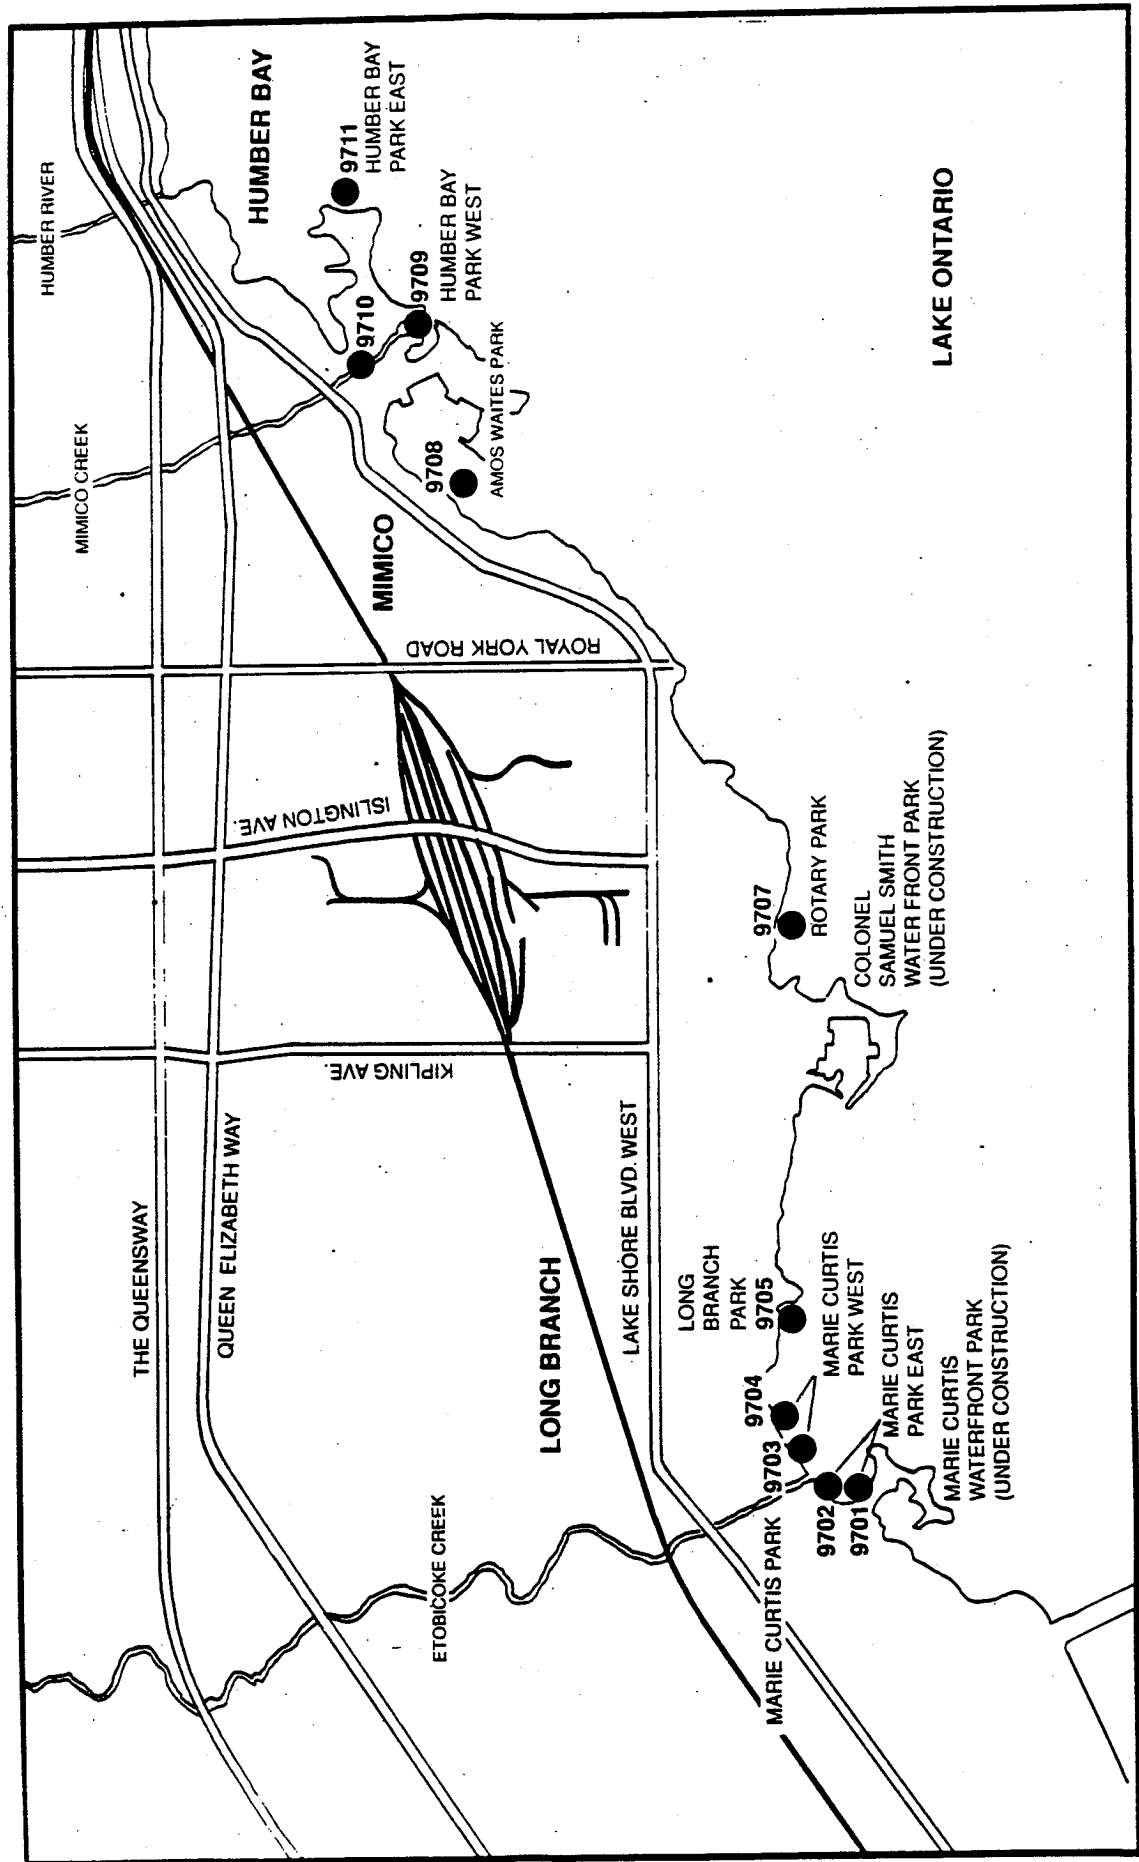 HUMBER RIVER
HUMBER BAY
9711
HUMBER BAY
PARK EAST
HUMBER BAY
PARK WEST
9709
9710
MIMICO CREEK
9708
AMOS WAITES PARK
MIMICO
LAKE ONTARIO
ROYAL YORK ROAD
ISLINGTON AVE.
KIPLING AVE.
9707
ROTARY PARK
COLONEL
SAMUEL SMITH
WATER FRONT PARK
(UNDER CONSTRUCTION)
THE QUEENSWAY
QUEEN ELIZABETH WAY
LAKE SHORE BLVD. WEST
LONG BRANCH
LONG
BRANCH
PARK
9705
MARIE CURTIS
PARK WEST
9704
9703
MARIE CURTIS
PARK EAST
9702
9701
MARIE CURTIS
WATERFRONT PARK
(UNDER CONSTRUCTION)
MARIE CURTIS PARK
ETOBICOKE CREEK